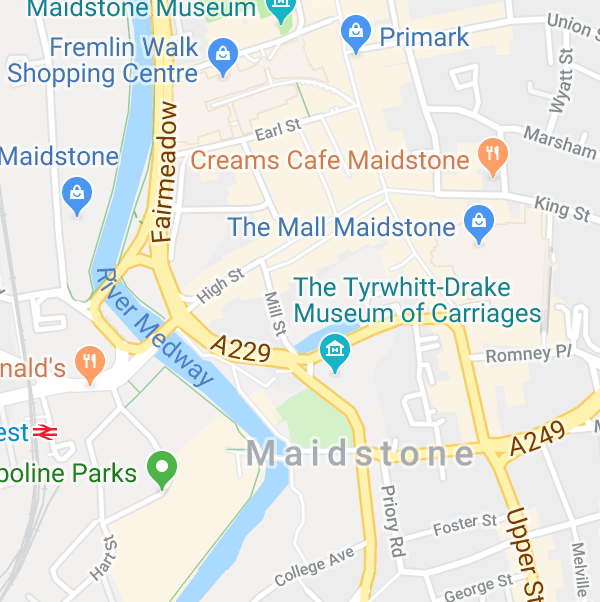 Maidstone Museum
Union S
Fremlin Walk
Shopping Centre
Primark
Wyatt St
Fairmeadow
Earl St
Marsham
Maidstone
Creams Cafe Maidstone
King St
The Mall Maidstone
High St
River Medway
Mill St
The Tyrwhitt-Drake
Museum of Carriages
A229
Romney Pl
onald's
est
Maidstone
A249
poline Parks
Priory Rd
Upper St
Foster St
Hart St
College Ave
George St
Melville